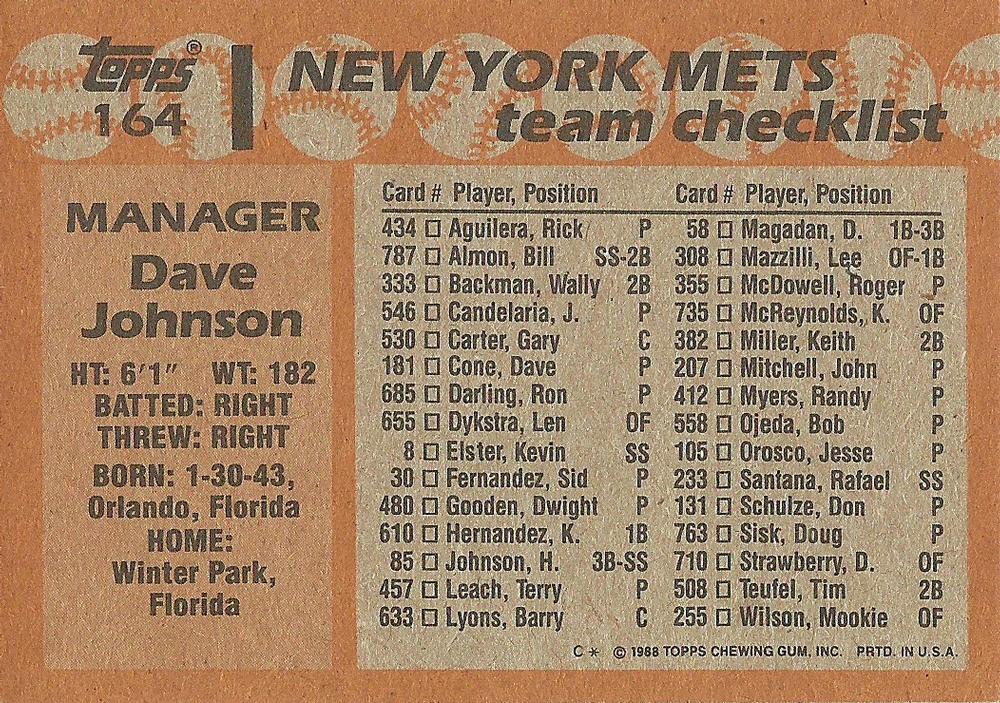 topps®
164
NEW YORK METS
team checklist
MANAGER
Dave
Johnson
HT: 6'1" WT: 182
BATTED: RIGHT
THREW: RIGHT
BORN: 1-30-43,
Orlando, Florida
HOME:
Winter Park,
Florida
Card # Player, Position
434 □ Aguilera, Rick P
787 □ Almon, Bill SS-2B
333 □ Backman, Wally 2B
546 □ Candelaria, J. P
530 □ Carter, Gary C
181 □ Cone, Dave P
685 □ Darling, Ron P
655 □ Dykstra, Len OF
8 □ Elster, Kevin SS
30 □ Fernandez, Sid P
480 □ Gooden, Dwight P
610 □ Hernandez, K. 1B
85 □ Johnson, H. 3B-SS
457 □ Leach, Terry P
633 □ Lyons, Barry C
Card # Player, Position
58 □ Magadan, D. 1B-3B
308 □ Mazzilli, Lee OF-1B
355 □ McDowell, Roger P
735 □ McReynolds, K. OF
382 □ Miller, Keith 2B
207 □ Mitchell, John P
412 □ Myers, Randy P
558 □ Ojeda, Bob P
105 □ Orosco, Jesse P
233 □ Santana, Rafael SS
131 □ Schulze, Don P
763 □ Sisk, Doug P
710 □ Strawberry, D. OF
508 □ Teufel, Tim 2B
255 □ Wilson, Mookie OF
C * © 1988 TOPPS CHEWING GUM, INC. PRTD. IN U.S.A.